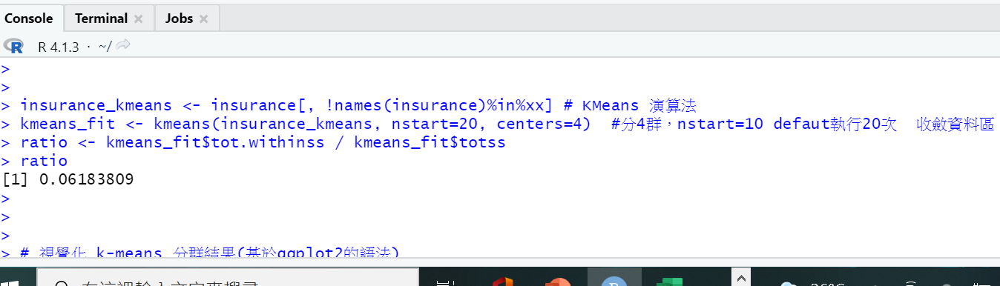 Console Terminal Jobs
R R 4.1.3 · ~/
>
>
> insurance_kmeans <- insurance[, !names(insurance)%in%xx] # KMeans 演算法
> kmeans_fit <- kmeans(insurance_kmeans, nstart=20, centers=4)  #分4群，nstart=10 defaut執行20次  收斂資料區
> ratio <- kmeans_fit$tot.withinss / kmeans_fit$totss
> ratio
[1] 0.06183809
>
>
>
> # 視覺化 k-means 分群結果(基於ggplot2的語法)
在這裡輸入文字來搜尋 26°C